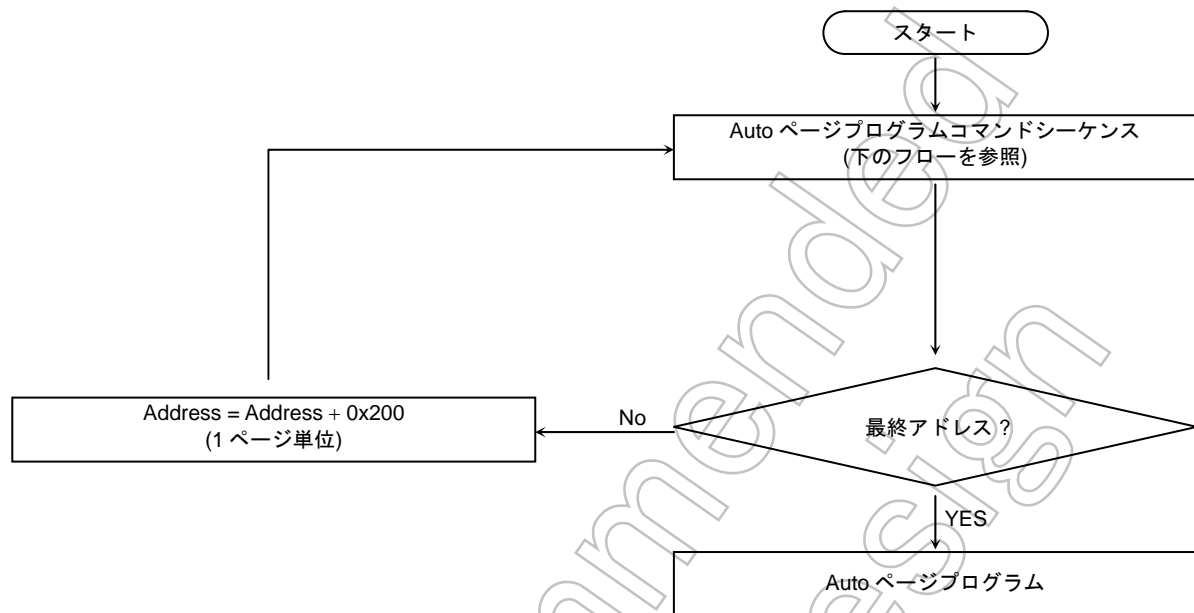 スタート
Auto ページプログラムコマンドシーケンス
(下のフローを参照)
Address = Address + 0x200
(1 ページ単位)
No
最終アドレス ?
YES
Auto ページプログラム
mmended
esign